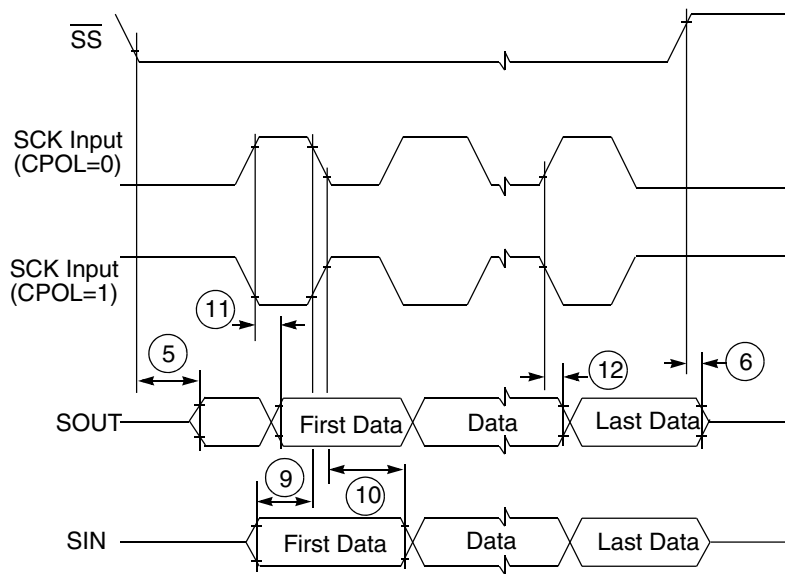 SS
SCK Input
(CPOL=0)
SCK Input
(CPOL=1)
11
5
12
6
SOUT
First Data
Data
Last Data
9
10
SIN
First Data
Data
Last Data